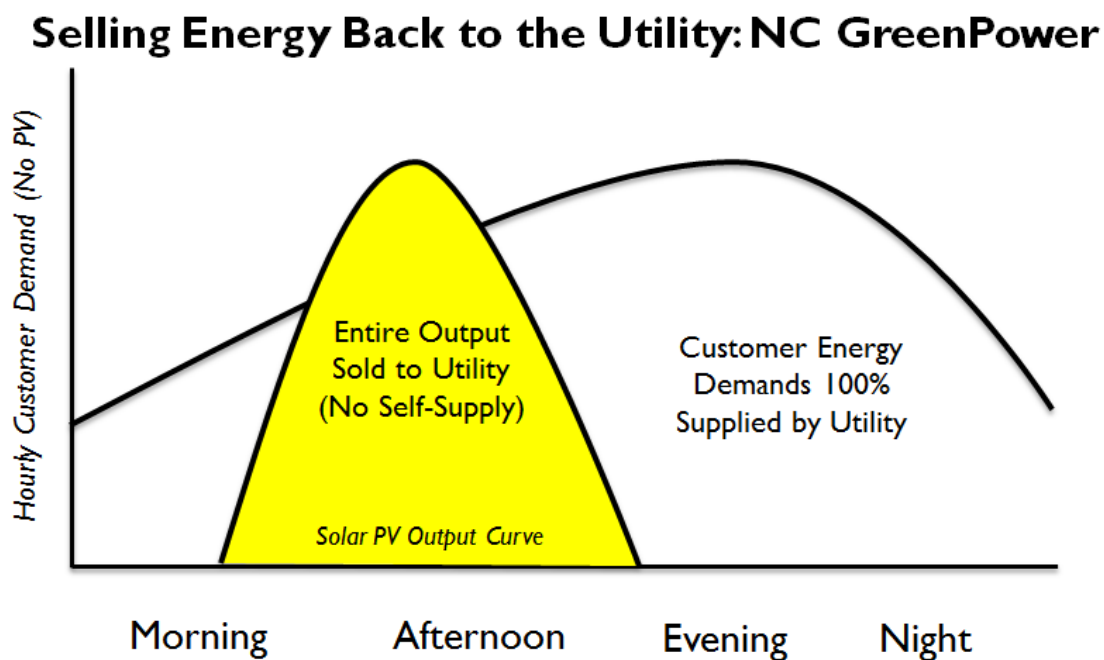 Selling Energy Back to the Utility: NC GreenPower
Hourly Customer Demand (No PV)
Entire Output
Sold to Utility
(No Self-Supply)
Customer Energy
Demands 100%
Supplied by Utility
Solar PV Output Curve
Morning Afternoon Evening Night